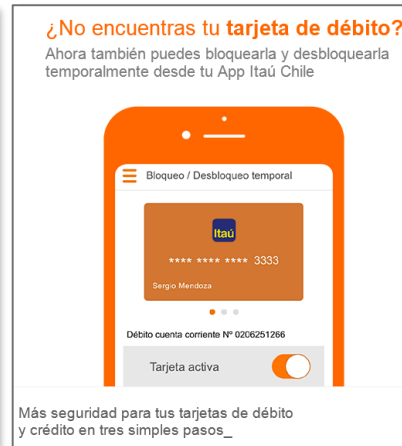 ¿No encuentras tu tarjeta de débito?
Ahora también puedes bloquearla y desbloquearla
temporalmente desde tu App Itaú Chile
Bloqueo / Desbloqueo temporal
Itaú
**** **** **** 3333
Sergio Mendoza
Débito cuenta corriente Nº 0206251266
Tarjeta activa
Más seguridad para tus tarjetas de débito
y crédito en tres simples pasos_